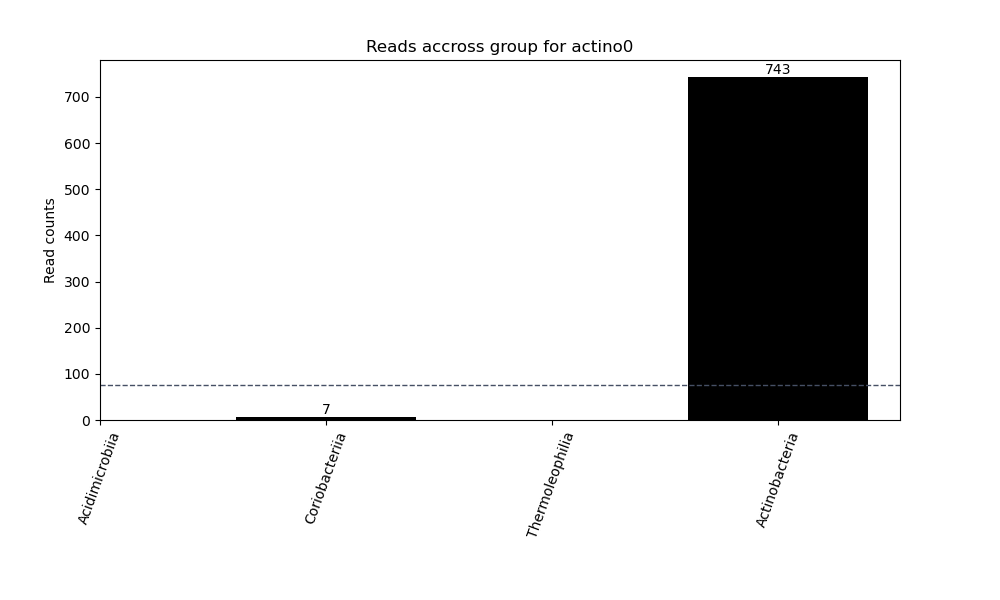 Reads accross group for actino0
743
700
600
500
400
300
200
100
0
Read counts
7
Acidimicrobiia
Coriobacteriia
Thermoleophilia
Actinobacteria